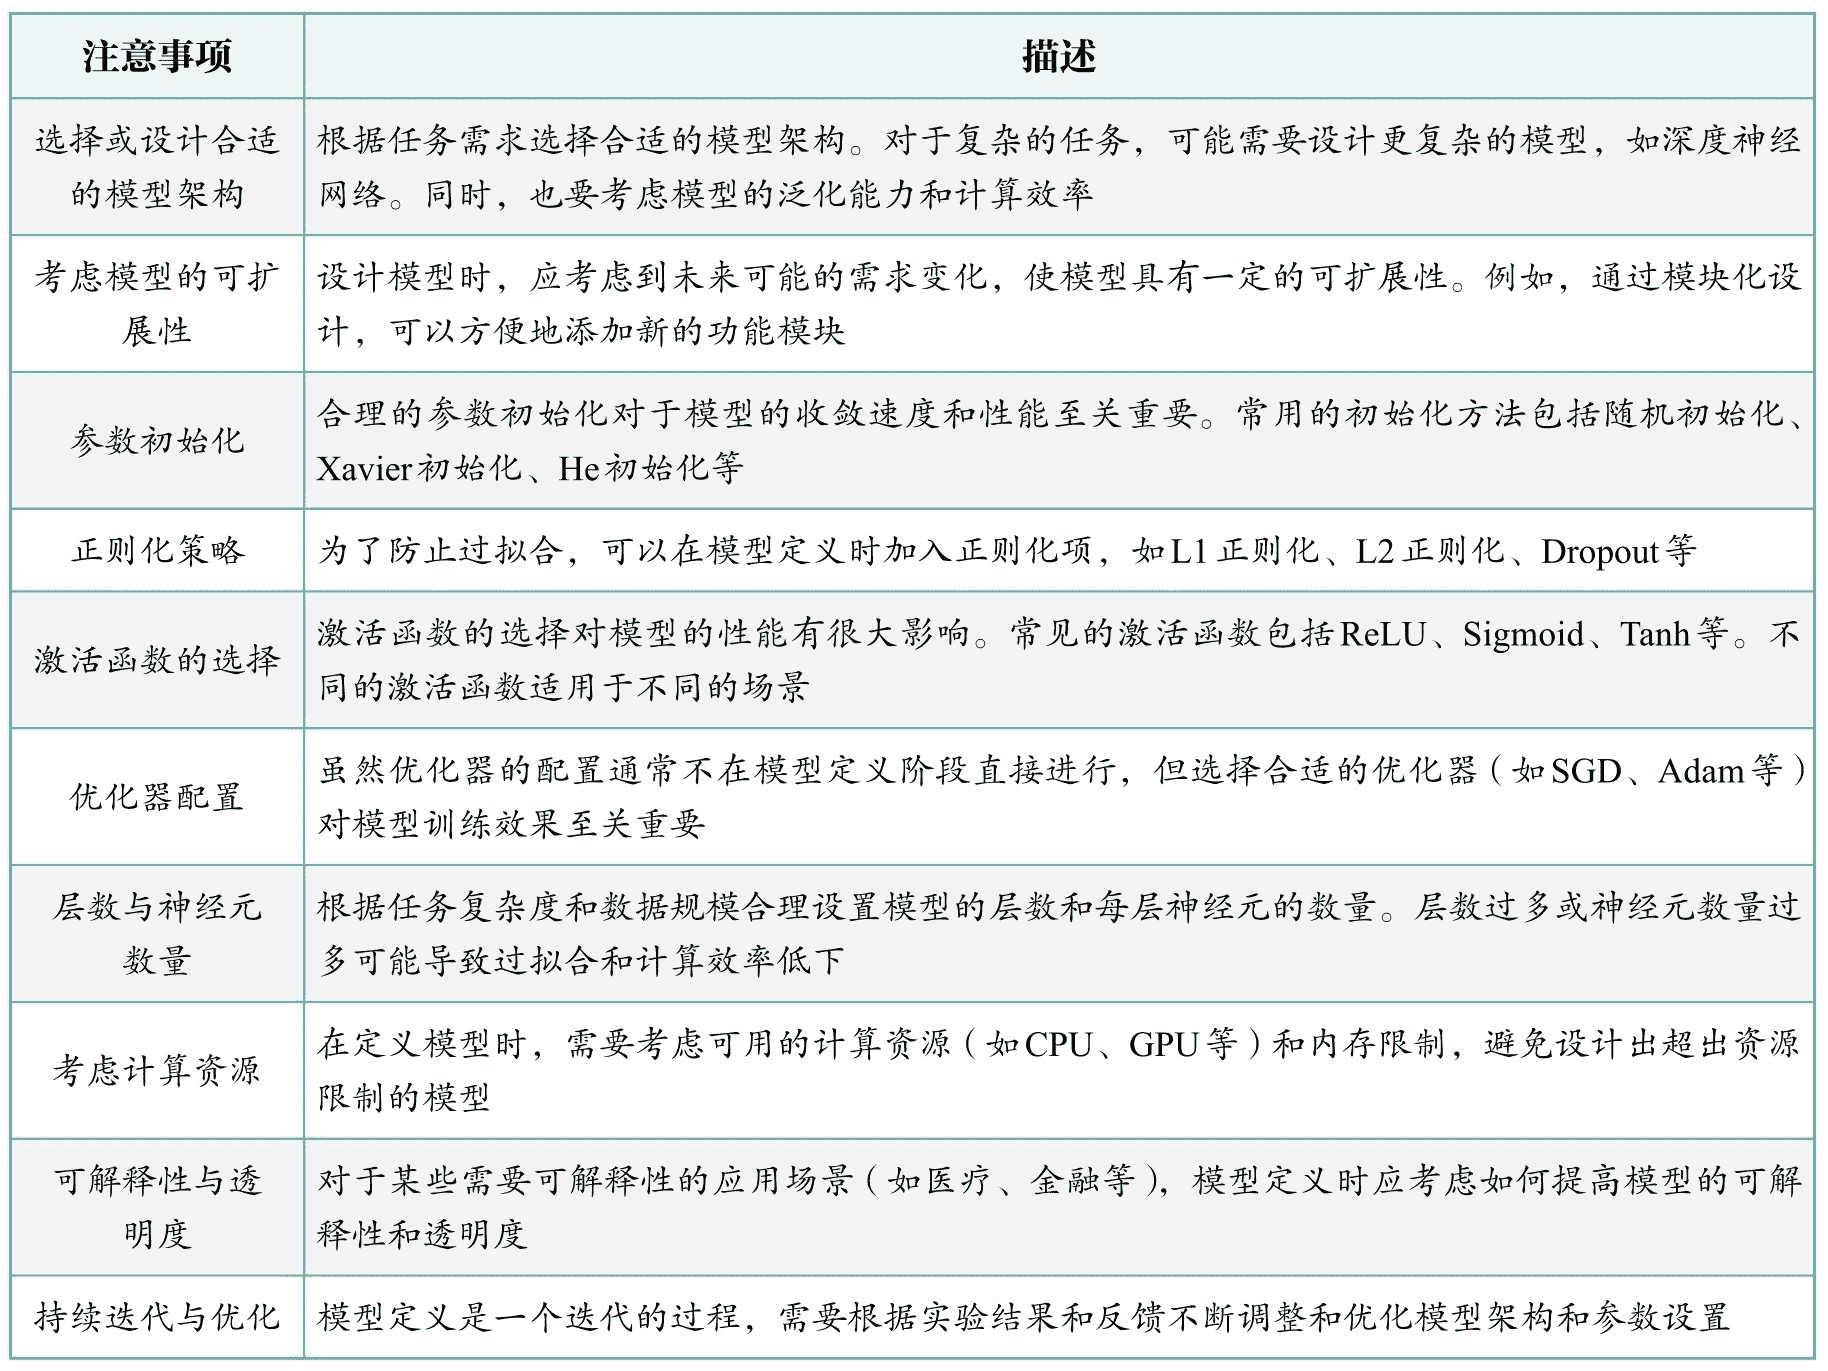 注意事项
描述
选择或设计合适
的模型架构
根据任务需求选择合适的模型架构。对于复杂的任务，可能需要设计更复杂的模型，如深度神经
网络。同时，也要考虑模型的泛化能力和计算效率
考虑模型的可扩
展性
设计模型时，应考虑到未来可能的需求变化，使模型具有一定的可扩展性。例如，通过模块化设
计，可以方便地添加新的功能模块
参数初始化
合理的参数初始化对于模型的收敛速度和性能至关重要。常用的初始化方法包括随机初始化、
Xavier初始化、He初始化等
正则化策略
为了防止过拟合，可以在模型定义时加入正则化项，如L1正则化、L2正则化、Dropout等
激活函数的选择
激活函数的选择对模型的性能有很大影响。常见的激活函数包括ReLU、Sigmoid、Tanh等。不
同的激活函数适用于不同的场景
优化器配置
虽然优化器的配置通常不在模型定义阶段直接进行，但选择合适的优化器（如SGD、Adam等）
对模型训练效果至关重要
层数与神经元
数量
根据任务复杂度和数据规模合理设置模型的层数和每层神经元的数量。层数过多或神经元数量过
多可能导致过拟合和计算效率低下
考虑计算资源
在定义模型时，需要考虑可用的计算资源（如CPU、GPU等）和内存限制，避免设计出超出资源
限制的模型
可解释性与透
明度
对于某些需要可解释性的应用场景（如医疗、金融等），模型定义时应考虑如何提高模型的可解
释性和透明度
持续迭代与优化
模型定义是一个迭代的过程，需要根据实验结果和反馈不断调整和优化模型架构和参数设置